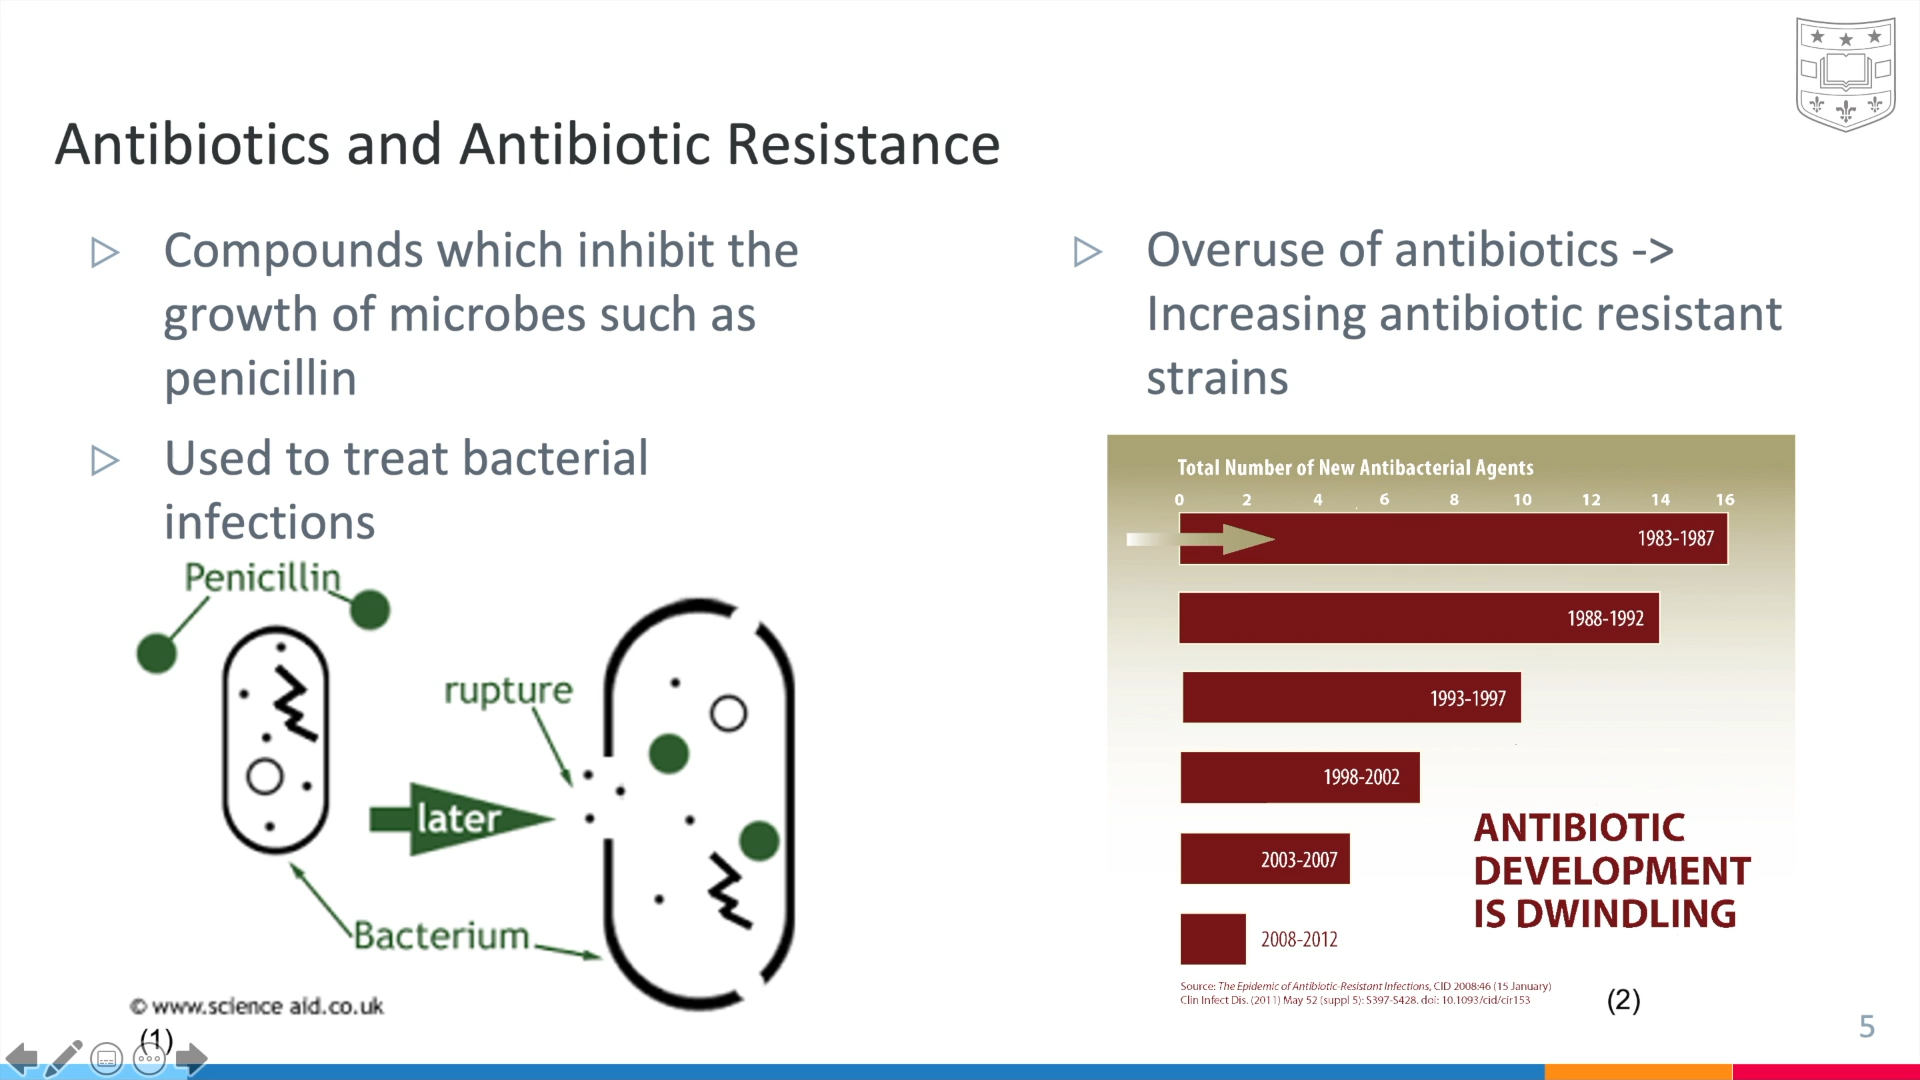 Antibiotics and Antibiotic Resistance
Compounds which inhibit the
growth of microbes such as
penicillin
Used to treat bacterial
infections
Penicillin
rupture
later
Bacterium
© www.science aid.co.uk
(1)
Overuse of antibiotics ->
Increasing antibiotic resistant
strains
Total Number of New Antibacterial Agents
0 2 4 6 8 10 12 14 16
1983-1987
1988-1992
1993-1997
1998-2002
2003-2007
2008-2012
ANTIBIOTIC
DEVELOPMENT
IS DWINDLING
Source: The Epidemic of Antibiotic-Resistant Infections, CID 2008:46 (15 January)
Clin Infect Dis. (2011) May 52 (suppl 5): S397-S428. doi: 10.1093/cid/cir153
(2)
5